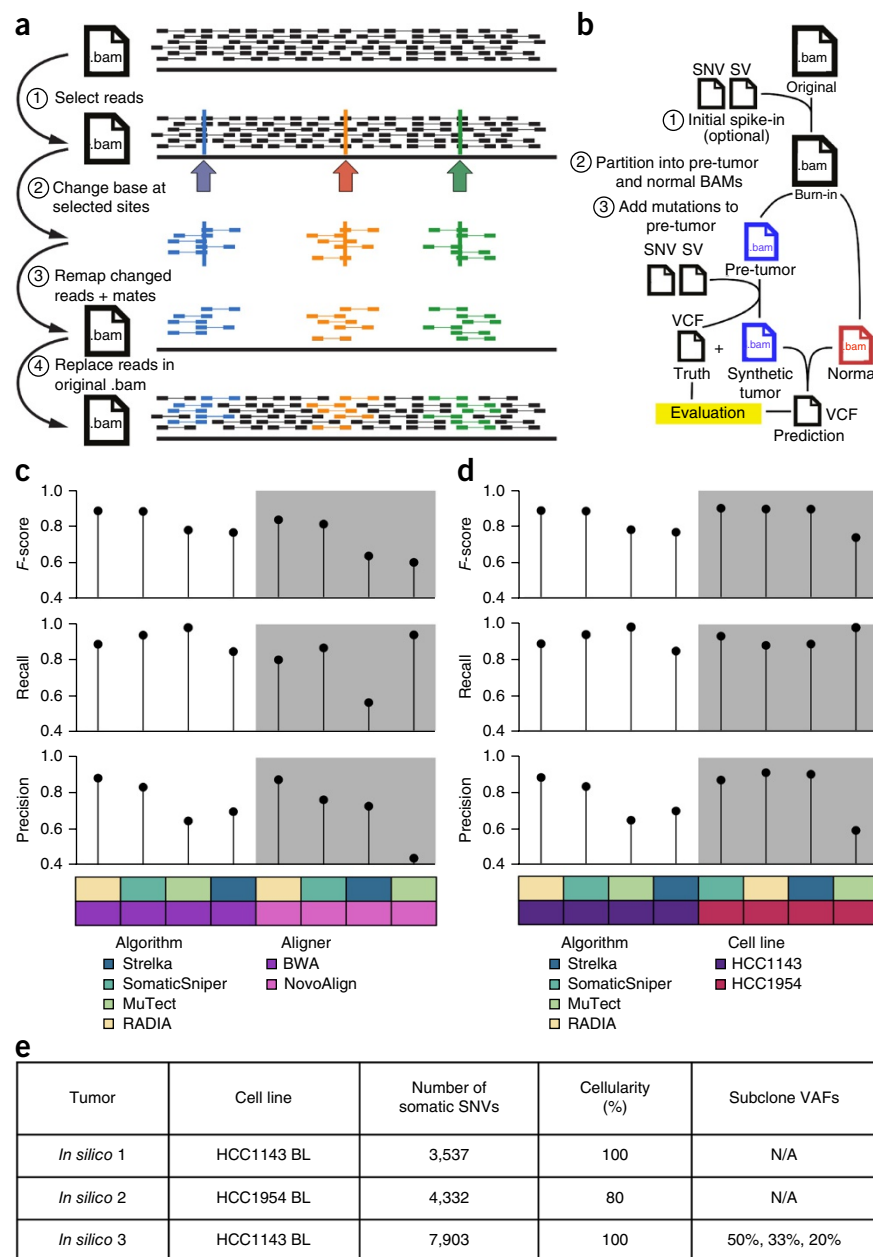 a
.bam
1 Select reads
.bam
2 Change base at
selected sites
3 Remap changed
reads + mates
.bam
4 Replace reads in
original .bam
.bam
b
.bam
Original
SNV SV
1 Initial spike-in
(optional)
.bam
Burn-in
2 Partition into pre-tumor
and normal BAMs
3 Add mutations to
pre-tumor
SNV SV
.bam
Pre-tumor
VCF
+
.bam
.bam
Truth
Synthetic
tumor
Norma
Evaluation
VCF
Prediction
c
F-score
1.0
0.8
0.6
0.4
Recall
1.0
0.8
0.6
0.4
Precision
1.0
0.8
0.6
0.4
Algorithm
Strelka
SomaticSniper
MuTect
RADIA
Aligner
BWA
NovoAlign
d
F-score
1.0
0.8
0.6
0.4
Recall
1.0
0.8
0.6
0.4
Precision
1.0
0.8
0.6
0.4
Algorithm
Strelka
SomaticSniper
MuTect
RADIA
Cell line
HCC1143
HCC1954
e
Tumor
Cell line
Number of
somatic SNVs
Cellularity
(%)
Subclone VAFs
In silico 1
HCC1143 BL
3,537
100
N/A
In silico 2
HCC1954 BL
4,332
80
N/A
In silico 3
HCC1143 BL
7,903
100
50%, 33%, 20%